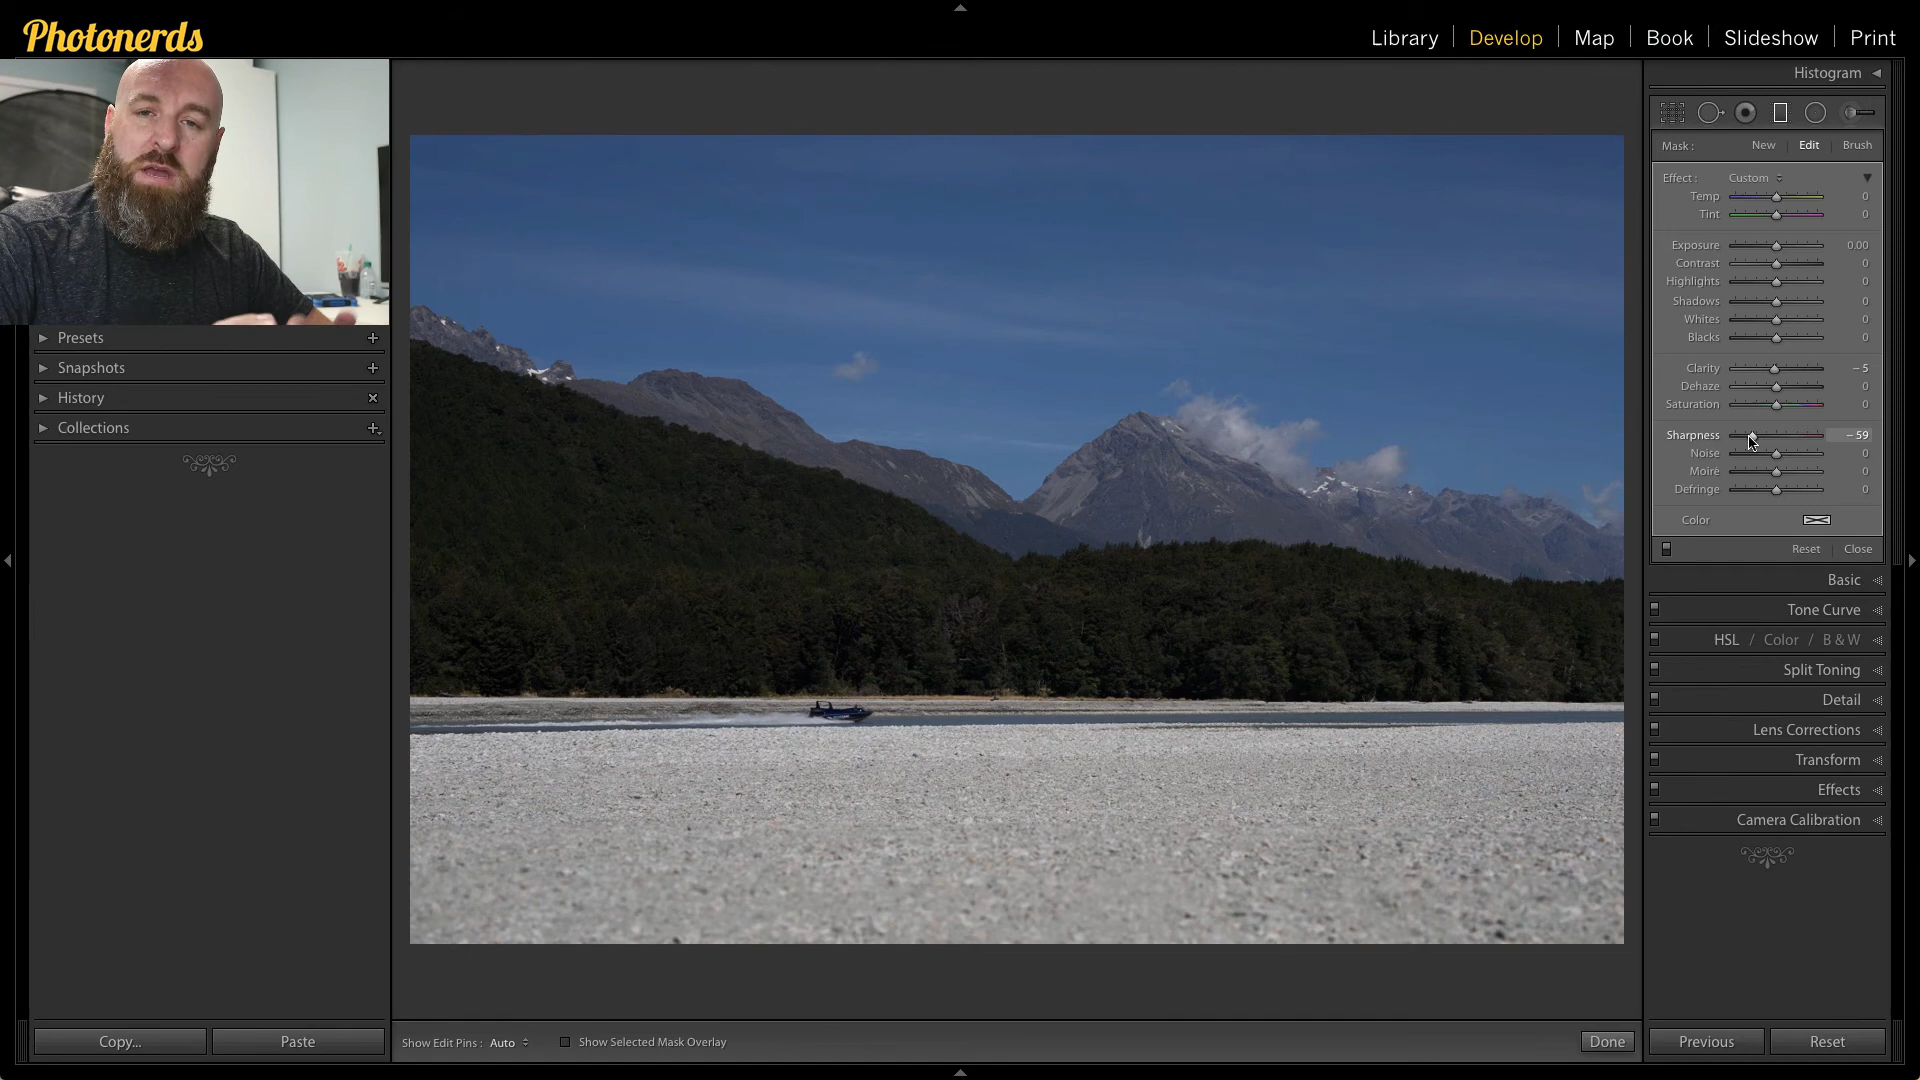 Photonerds
Library Develop Map Book Slideshow Print
Histogram
Mask : New Edit Brush
Effect : Custom
Temp 0
Tint 0
Exposure 0.00
Contrast 0
Highlights 0
Shadows 0
Whites 0
Blacks 0
Clarity – 5
Dehaze 0
Saturation 0
Sharpness – 59
Noise 0
Moiré 0
Defringe 0
Color
Reset Close
Presets
Snapshots
History
Collections
Basic
Tone Curve
HSL / Color / B & W
Split Toning
Detail
Lens Corrections
Transform
Effects
Camera Calibration
Copy... Paste
Show Edit Pins : Auto Show Selected Mask Overlay
Done
Previous Reset